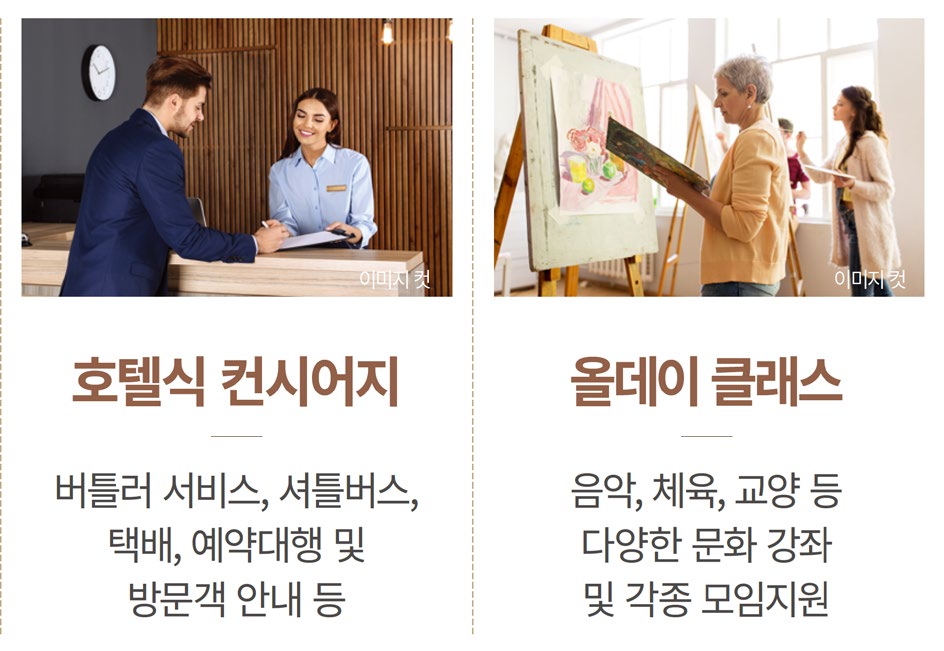 이미지 컷
호텔식 컨시어지
버틀러 서비스, 셔틀버스,
택배, 예약대행 및
방문객 안내 등
이미지 컷
올데이 클래스
음악, 체육, 교양 등
다양한 문화 강좌
및 각종 모임지원